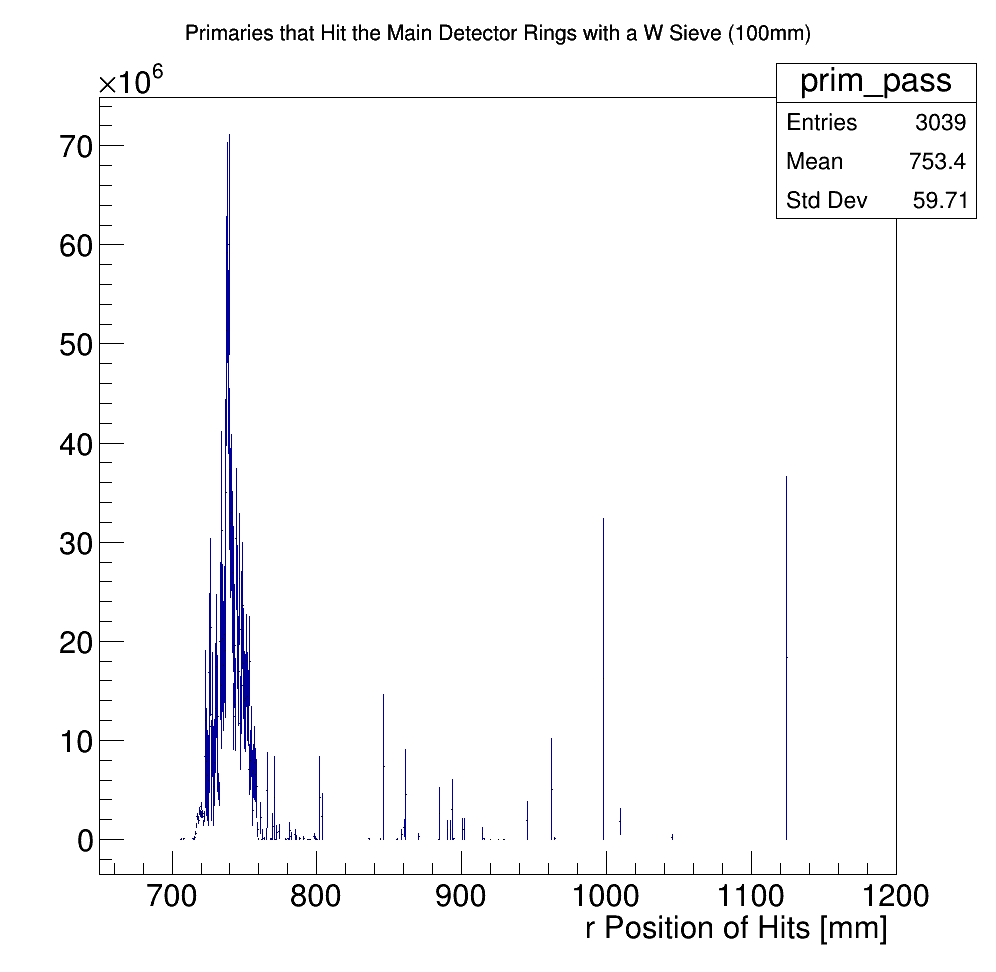 Primaries that Hit the Main Detector Rings with a W Sieve (100mm)
×10⁶
prim_pass
Entries 3039
Mean 753.4
Std Dev 59.71
70
60
50
40
30
20
10
0
700 800 900 1000 1100 1200
r Position of Hits [mm]